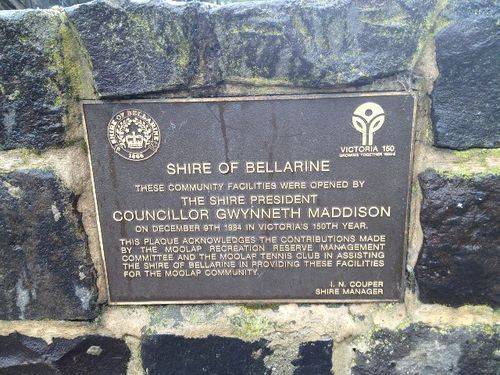 SHIRE OF BELLARINE
1866
VICTORIA 150
GROWING TOGETHER 1984-5
SHIRE OF BELLARINE
THESE COMMUNITY FACILITIES WERE OPENED BY
THE SHIRE PRESIDENT
COUNCILLOR GWYNNETH MADDISON
ON DECEMBER 9TH 1984 IN VICTORIA'S 150TH YEAR.
THIS PLAQUE ACKNOWLEDGES THE CONTRIBUTIONS MADE
BY THE MOOLAP RECREATION RESERVE MANAGEMENT
COMMITTEE AND THE MOOLAP TENNIS CLUB IN ASSISTING
THE SHIRE OF BELLARINE IN PROVIDING THESE FACILITIES
FOR THE MOOLAP COMMUNITY.
I. N. COUPER
SHIRE MANAGER